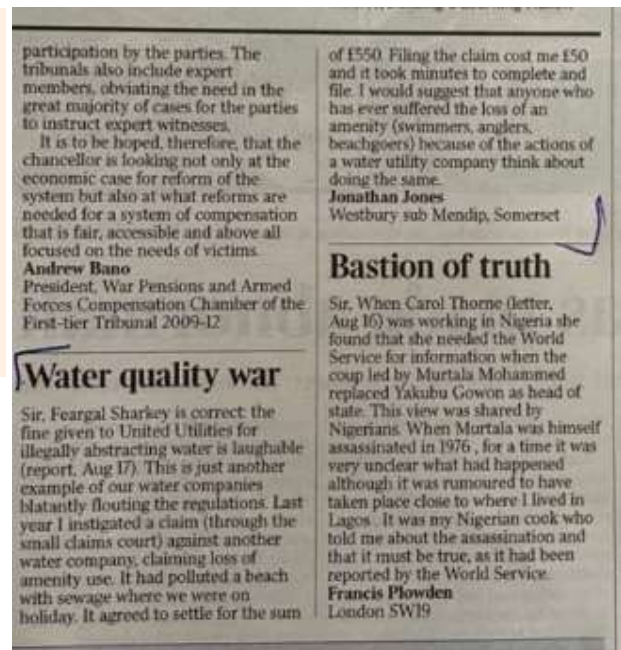 participation by the parties. The
tribunals also include expert
members, obviating the need in the
great majority of cases for the parties
to instruct expert witnesses.
It is to be hoped, therefore, that the
chancellor is looking not only at the
economic case for reform of the
system but also at what reforms are
needed for a system of compensation
that is fair, accessible and above all
focused on the needs of victims.
Andrew Bano
President, War Pensions and Armed
Forces Compensation Chamber of the
First-tier Tribunal 2009-12
Water quality war
Sir, Feargal Sharkey is correct: the
fine given to United Utilities for
illegally abstracting water is laughable
(report, Aug 17). This is just another
example of our water companies
blatantly flouting the regulations. Last
year I instigated a claim (through the
small claims court) against another
water company, claiming loss of
amenity use. It had polluted a beach
with sewage where we were on
holiday. It agreed to settle for the sum
of £550. Filing the claim cost me £50
and it took minutes to complete and
file. I would suggest that anyone who
has ever suffered the loss of an
amenity (swimmers, anglers,
beachgoers) because of the actions of
a water utility company think about
doing the same.
Jonathan Jones
Westbury sub Mendip, Somerset
Bastion of truth
Sir, When Carol Thorne (letter,
Aug 16) was working in Nigeria she
found that she needed the World
Service for information when the
coup led by Murtala Mohammed
replaced Yakubu Gowon as head of
state. This view was shared by
Nigerians. When Murtala was himself
assassinated in 1976 , for a time it was
very unclear what had happened
although it was rumoured to have
taken place close to where I lived in
Lagos . It was my Nigerian cook who
told me about the assassination and
that it must be true, as it had been
reported by the World Service.
Francis Plowden
London SW19